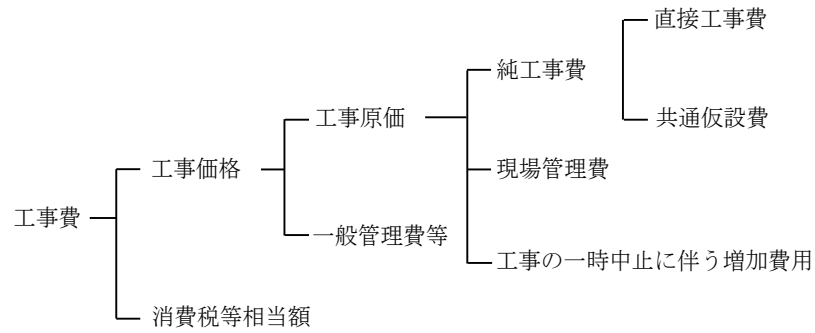 直接工事費
純工事費
共通仮設費
工事原価
工事価格
現場管理費
工事費
一般管理費等
工事の一時中止に伴う増加費用
消費税等相当額